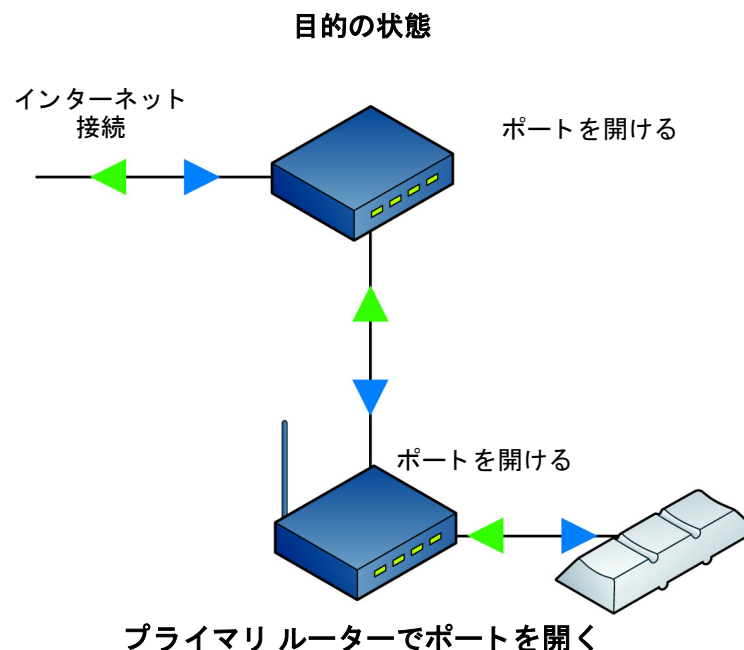 目的の状態
インターネット
接続
ポートを開ける
ポートを開ける
プライマリ ルーターでポートを開く